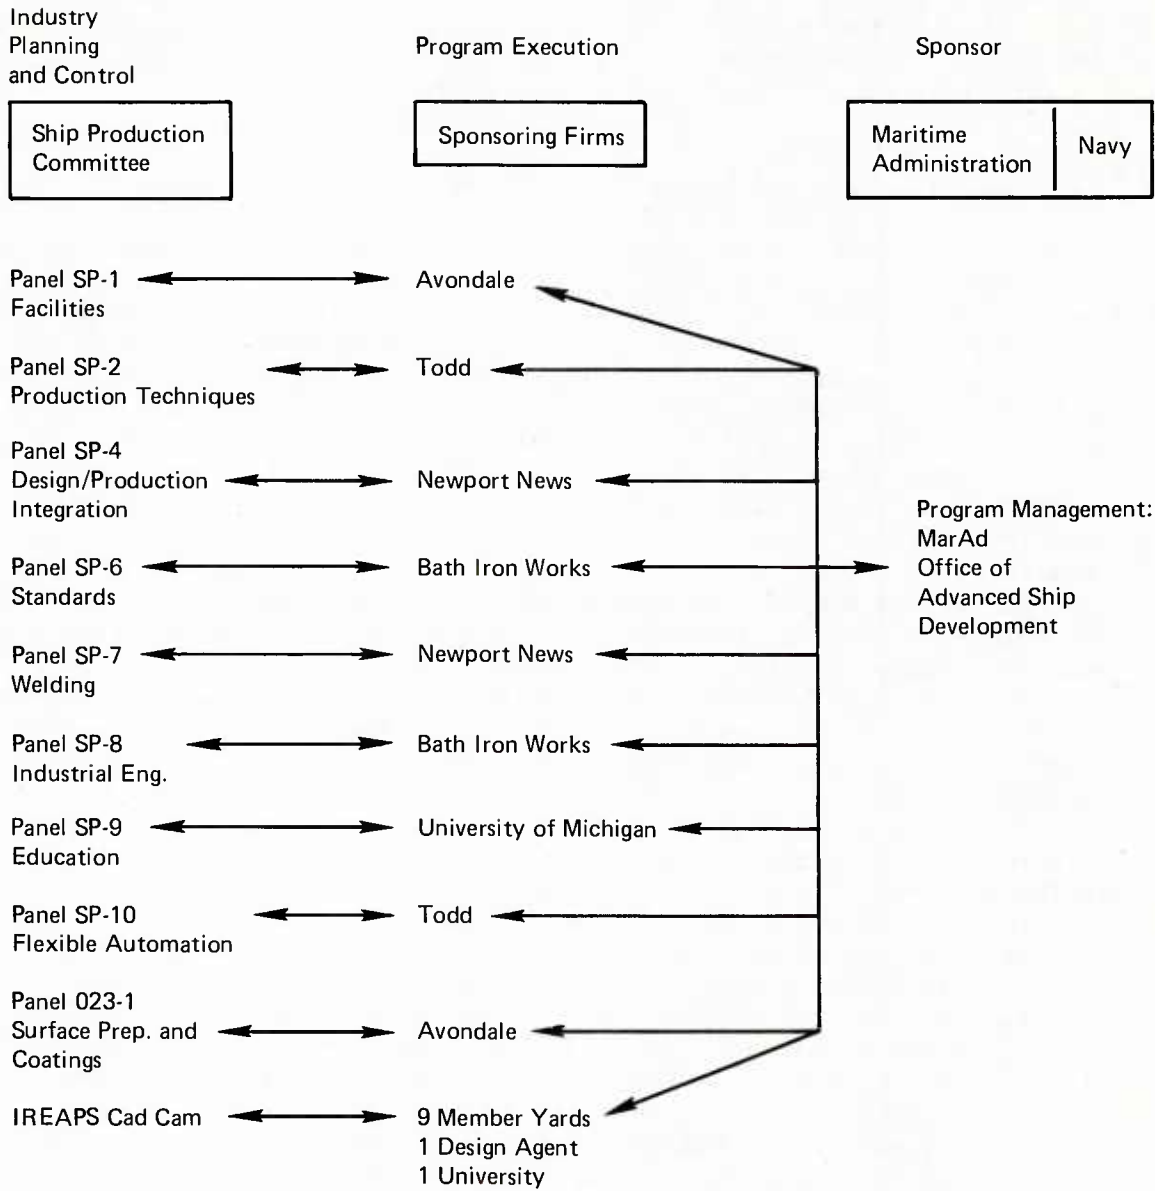 Industry
Planning
and Control
Program Execution
Sponsor
Ship Production
Committee
Sponsoring Firms
Maritime
Administration
Navy
Panel SP-1
Facilities
Avondale
Panel SP-2
Production Techniques
Todd
Panel SP-4
Design/Production
Integration
Newport News
Program Management:
MarAd
Office of
Advanced Ship
Development
Panel SP-6
Standards
Bath Iron Works
Panel SP-7
Welding
Newport News
Panel SP-8
Industrial Eng.
Bath Iron Works
Panel SP-9
Education
University of Michigan
Panel SP-10
Flexible Automation
Todd
Panel 023-1
Surface Prep. and
Coatings
Avondale
IREAPS Cad Cam
9 Member Yards
1 Design Agent
1 University